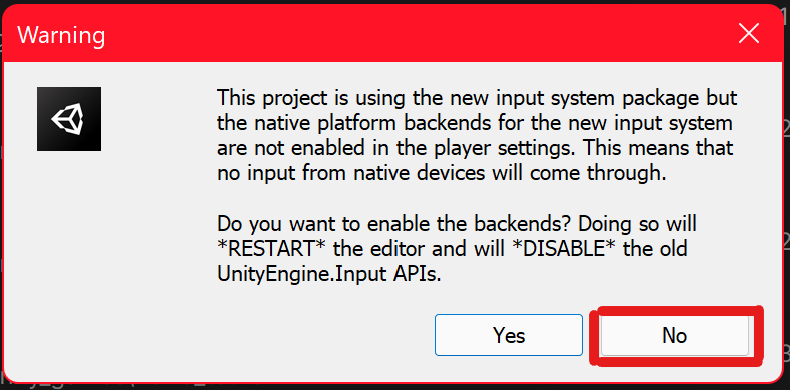 Warning
This project is using the new input system package but
the native platform backends for the new input system
are not enabled in the player settings. This means that
no input from native devices will come through.
Do you want to enable the backends? Doing so will
*RESTART* the editor and will *DISABLE* the old
UnityEngine.Input APIs.
Yes
No